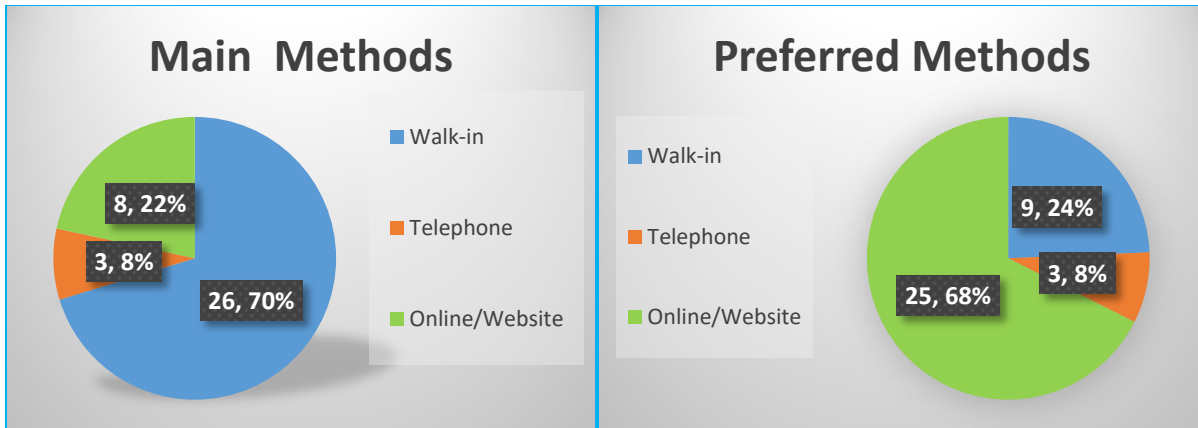 Main  Methods
Walk-in
Telephone
Online/Website
8, 22%
3, 8%
26, 70%
Preferred Methods
Walk-in
Telephone
Online/Website
9, 24%
3, 8%
25, 68%